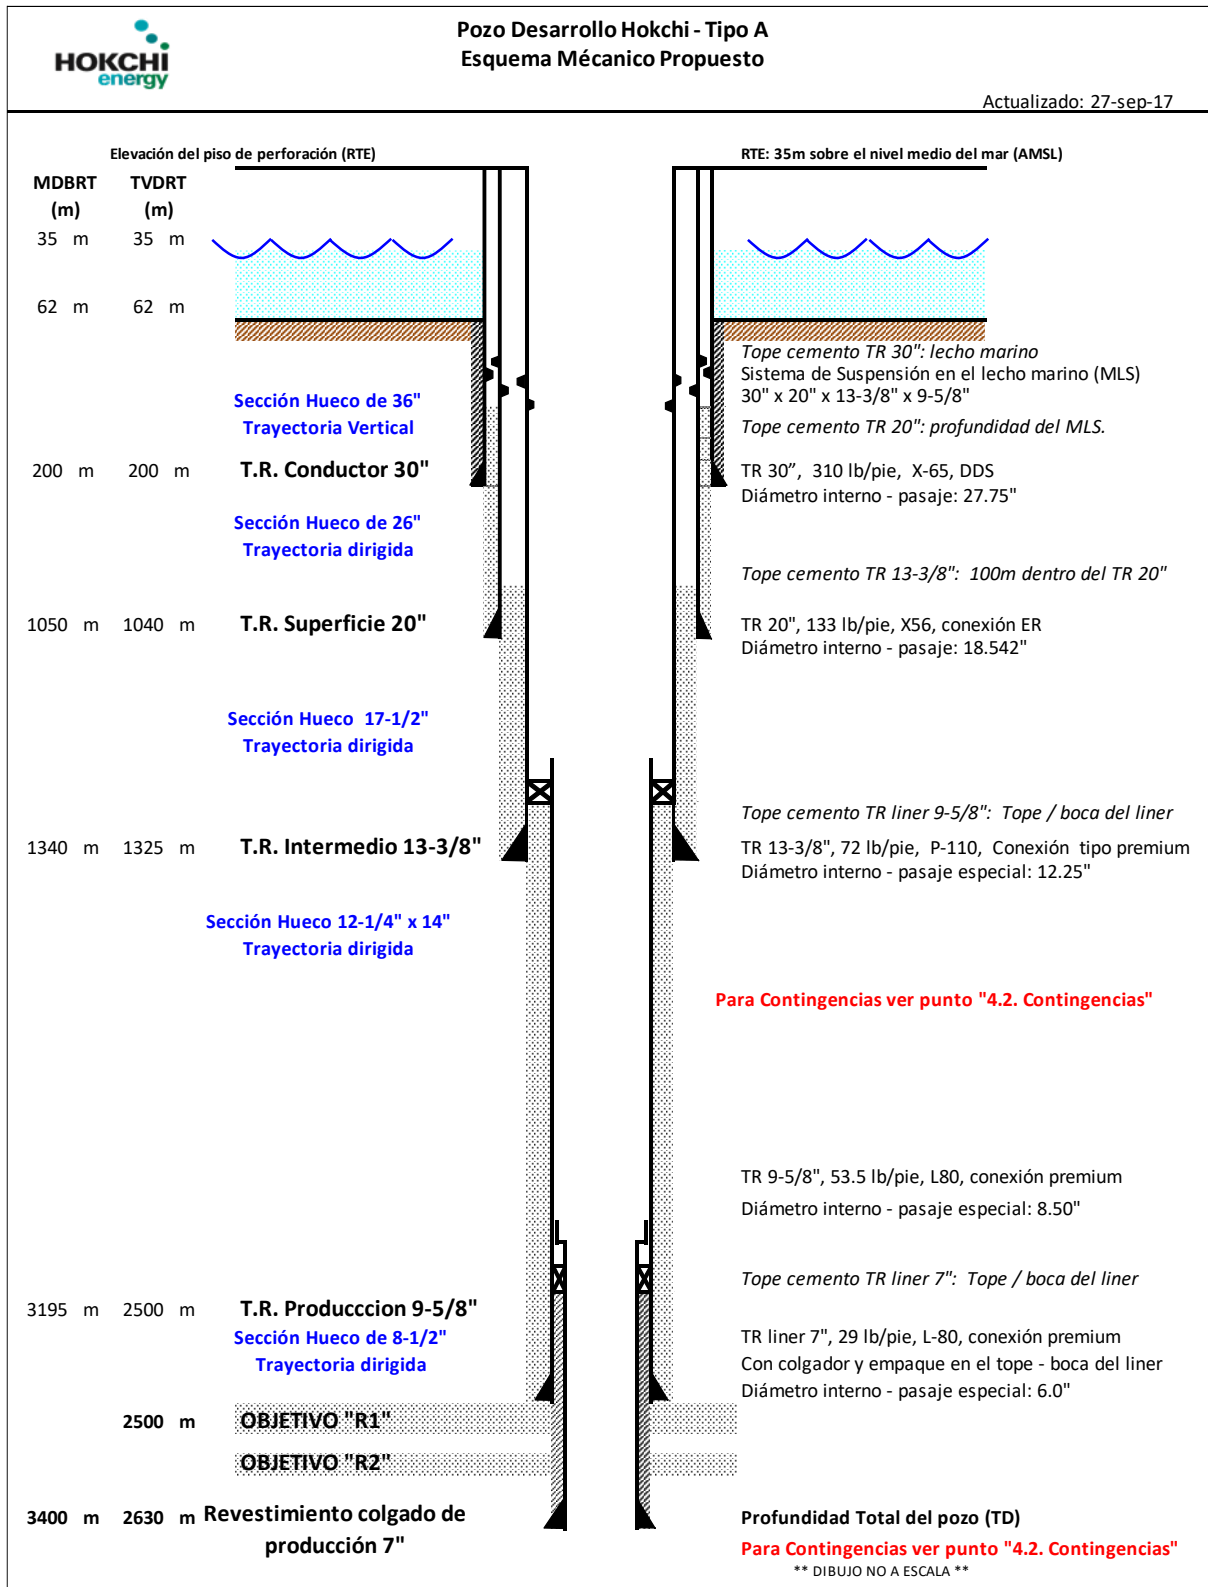 HOKCHI
energy
Pozo Desarrollo Hokchi - Tipo A
Esquema Mécanico Propuesto
Actualizado: 27-sep-17
Elevación del piso de perforación (RTE)
RTE: 35m sobre el nivel medio del mar (AMSL)
MDBRT TVDRT
(m) (m)
35 m 35 m
62 m 62 m
Tope cemento TR 30": lecho marino
Sistema de Suspensión en el lecho marino (MLS)
30" x 20" x 13-3/8" x 9-5/8"
Sección Hueco de 36"
Trayectoria Vertical
Tope cemento TR 20": profundidad del MLS.
200 m 200 m T.R. Conductor 30"
TR 30”, 310 lb/pie, X-65, DDS
Diámetro interno - pasaje: 27.75"
Sección Hueco de 26"
Trayectoria dirigida
Tope cemento TR 13-3/8": 100m dentro del TR 20"
1050 m 1040 m T.R. Superficie 20"
TR 20", 133 lb/pie, X56, conexión ER
Diámetro interno - pasaje: 18.542"
Sección Hueco 17-1/2"
Trayectoria dirigida
Tope cemento TR liner 9-5/8": Tope / boca del liner
1340 m 1325 m T.R. Intermedio 13-3/8"
TR 13-3/8", 72 lb/pie, P-110, Conexión tipo premium
Diámetro interno - pasaje especial: 12.25"
Sección Hueco 12-1/4" x 14"
Trayectoria dirigida
Para Contingencias ver punto "4.2. Contingencias"
TR 9-5/8", 53.5 lb/pie, L80, conexión premium
Diámetro interno - pasaje especial: 8.50"
Tope cemento TR liner 7": Tope / boca del liner
3195 m 2500 m T.R. Producccion 9-5/8"
Sección Hueco de 8-1/2"
Trayectoria dirigida
TR liner 7", 29 lb/pie, L-80, conexión premium
Con colgador y empaque en el tope - boca del liner
Diámetro interno - pasaje especial: 6.0"
2500 m OBJETIVO "R1"
OBJETIVO "R2"
3400 m 2630 m Revestimiento colgado de
producción 7"
Profundidad Total del pozo (TD)
Para Contingencias ver punto "4.2. Contingencias"
** DIBUJO NO A ESCALA **